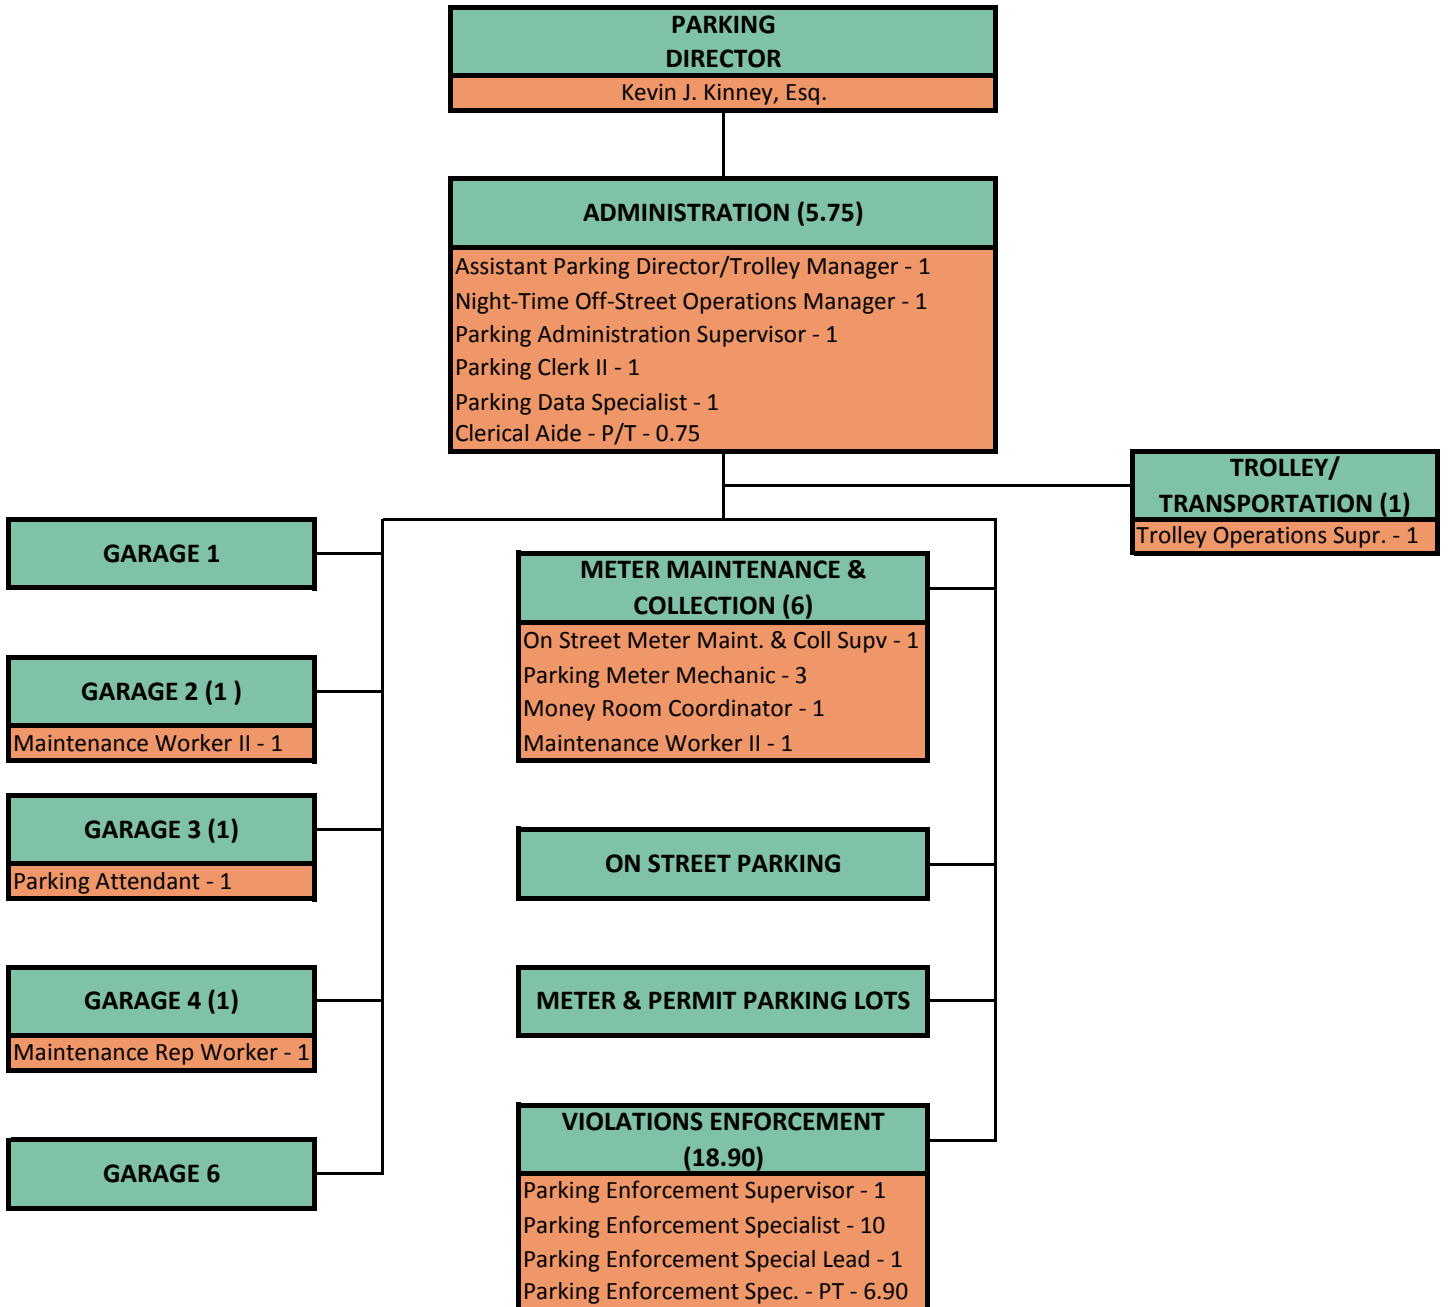 PARKING
DIRECTOR
Kevin J. Kinney, Esq.
ADMINISTRATION (5.75)
Assistant Parking Director/Trolley Manager - 1
Night-Time Off-Street Operations Manager - 1
Parking Administration Supervisor - 1
Parking Clerk II - 1
Parking Data Specialist - 1
Clerical Aide - P/T - 0.75
TROLLEY/
TRANSPORTATION (1)
Trolley Operations Supr. - 1
GARAGE 1
GARAGE 2 (1 )
Maintenance Worker II - 1
GARAGE 3 (1)
Parking Attendant - 1
GARAGE 4 (1)
Maintenance Rep Worker - 1
GARAGE 6
METER MAINTENANCE &
COLLECTION (6)
On Street Meter Maint. & Coll Supv - 1
Parking Meter Mechanic - 3
Money Room Coordinator - 1
Maintenance Worker II - 1
ON STREET PARKING
METER & PERMIT PARKING LOTS
VIOLATIONS ENFORCEMENT
(18.90)
Parking Enforcement Supervisor - 1
Parking Enforcement Specialist - 10
Parking Enforcement Special Lead - 1
Parking Enforcement Spec. - PT - 6.90